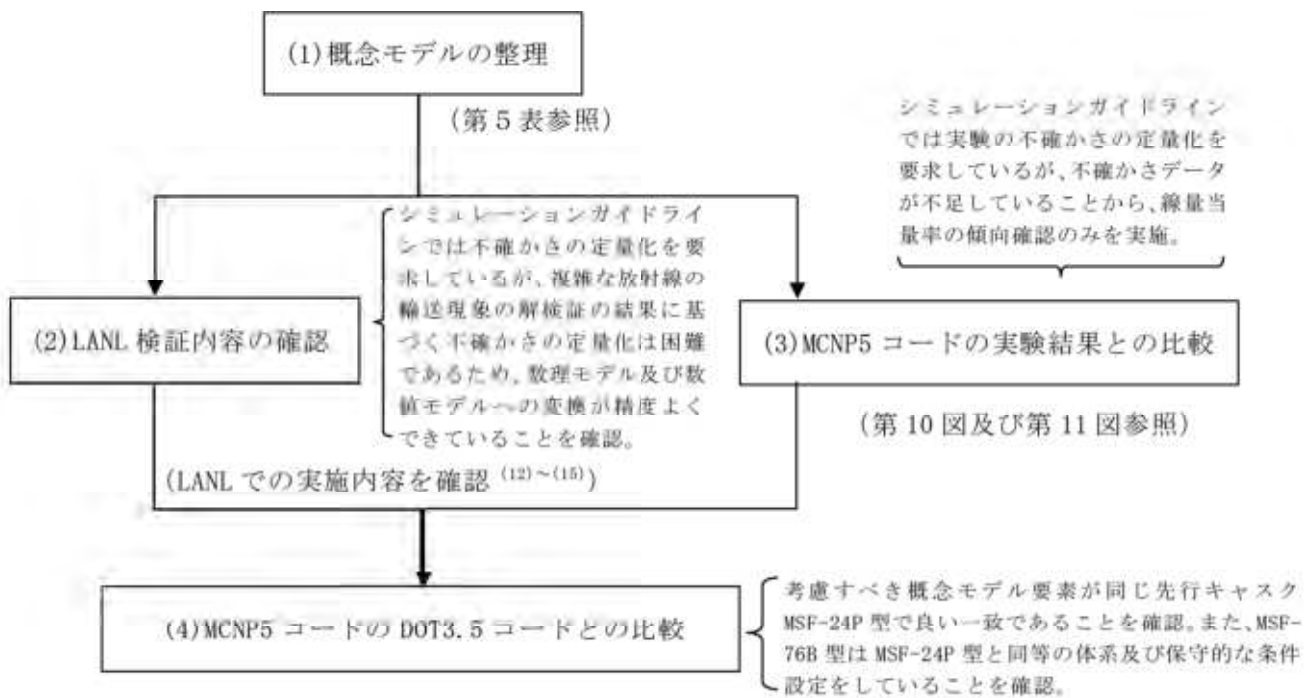 (1)概念モデルの整理
(第5表参照)
シミュレーションガイドライン
では実験の不確かさの定量化を
要求しているが、不確かさデータ
が不足していることから、線量当
量率の傾向確認のみを実施。
シミュレーションガイドライ
ンでは不確かさの定量化を要
求しているが、複雑な放射線の
輸送現象の解検証の結果に基
づく不確かさの定量化は困難
であるため、数理モデル及び数
値モデルへの変換が精度よく
できていることを確認。
(2)LANL 検証内容の確認
(3)MCNP5 コードの実験結果との比較
(第10図及び第11図参照)
(LANL での実施内容を確認 (12)~(15))
(4)MCNP5 コードの DOT3.5 コードとの比較
考慮すべき概念モデル要素が同じ先行キャスク
MSF-24P 型で良い一致であることを確認。また、MSF-
76B 型は MSF-24P 型と同等の体系及び保守的な条件
設定をしていることを確認。